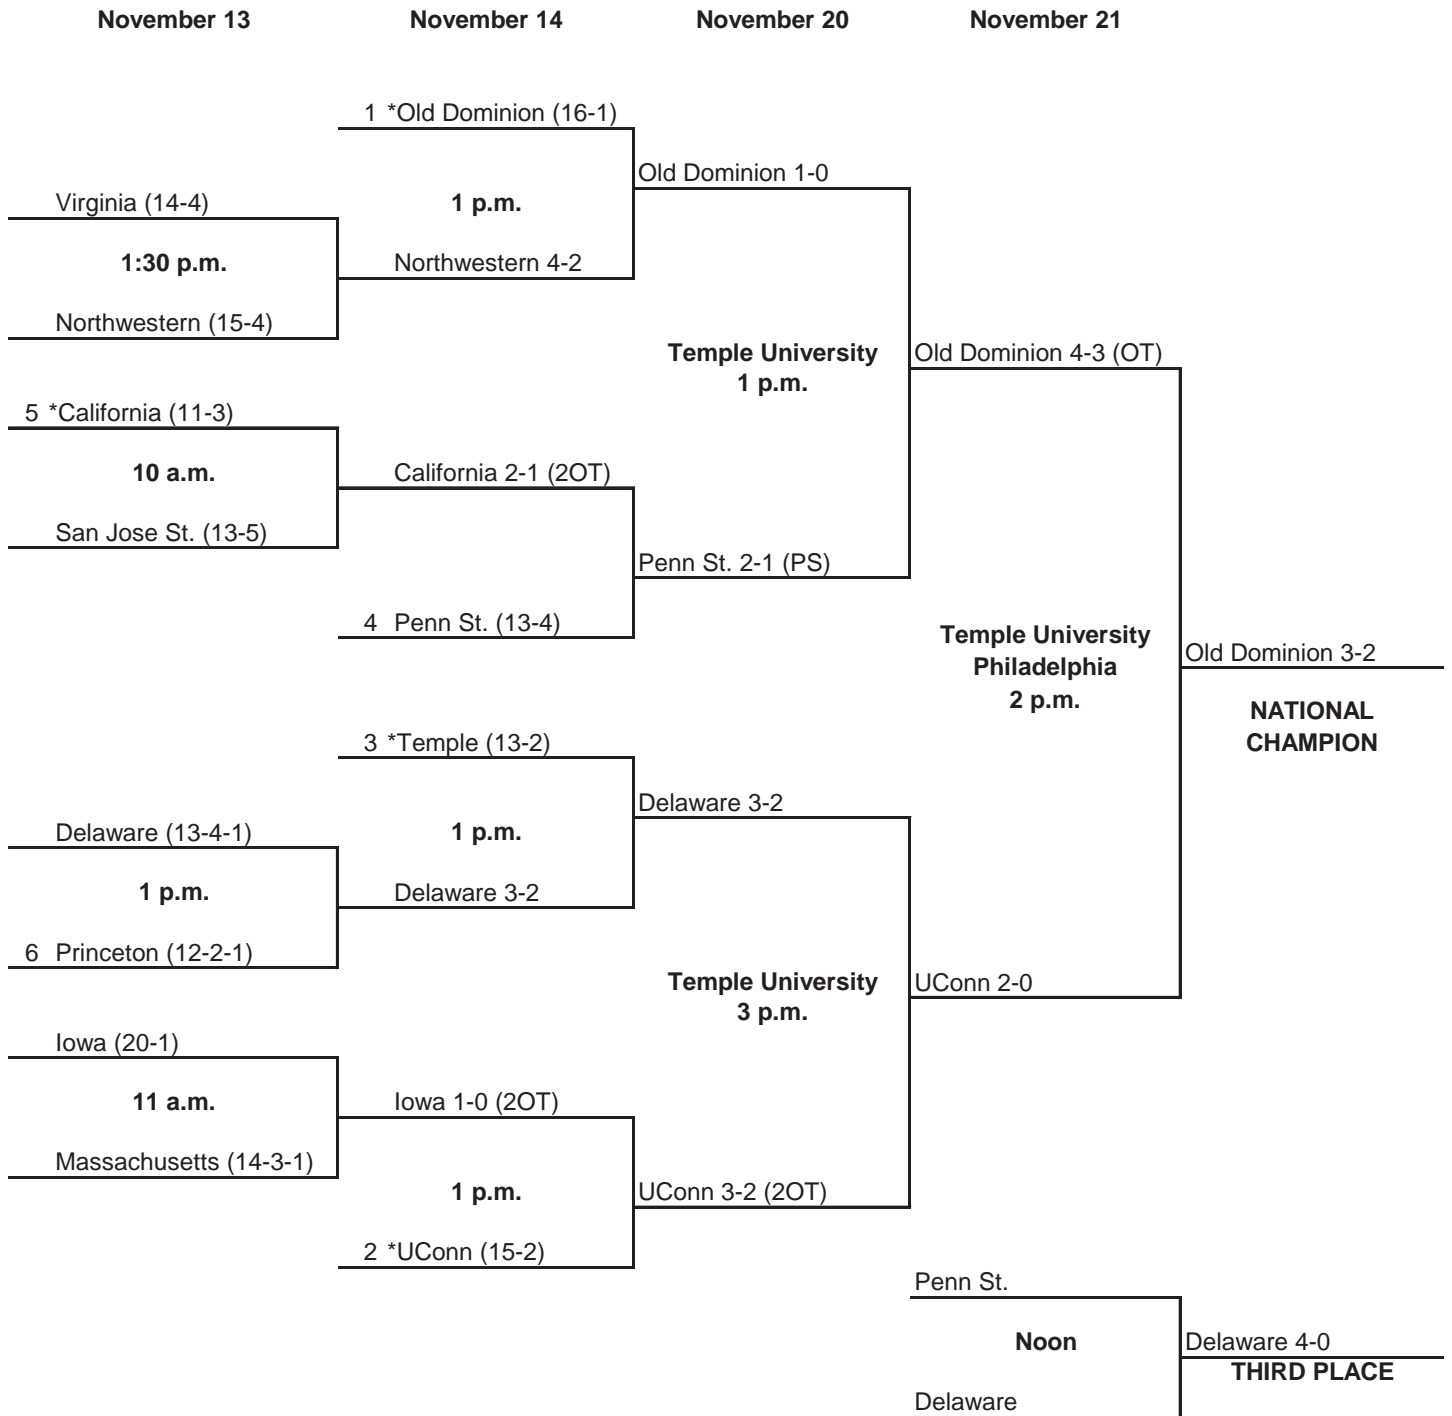 November 13 November 14 November 20 November 21
1 *Old Dominion (16-1)
Old Dominion 1-0
Virginia (14-4) 1 p.m.
1:30 p.m. Northwestern 4-2
Northwestern (15-4)
Temple University Old Dominion 4-3 (OT)
1 p.m.
5 *California (11-3)
10 a.m. California 2-1 (2OT)
San Jose St. (13-5)
Penn St. 2-1 (PS)
4 Penn St. (13-4)
Temple University
Philadelphia
2 p.m.
Old Dominion 3-2
NATIONAL
CHAMPION
3 *Temple (13-2)
Delaware 3-2
Delaware (13-4-1) 1 p.m.
1 p.m. Delaware 3-2
6 Princeton (12-2-1)
Temple University UConn 2-0
3 p.m.
Iowa (20-1)
11 a.m. Iowa 1-0 (2OT)
Massachusetts (14-3-1)
1 p.m. UConn 3-2 (2OT)
2 *UConn (15-2)
Penn St.
Noon Delaware 4-0
THIRD PLACE
Delaware